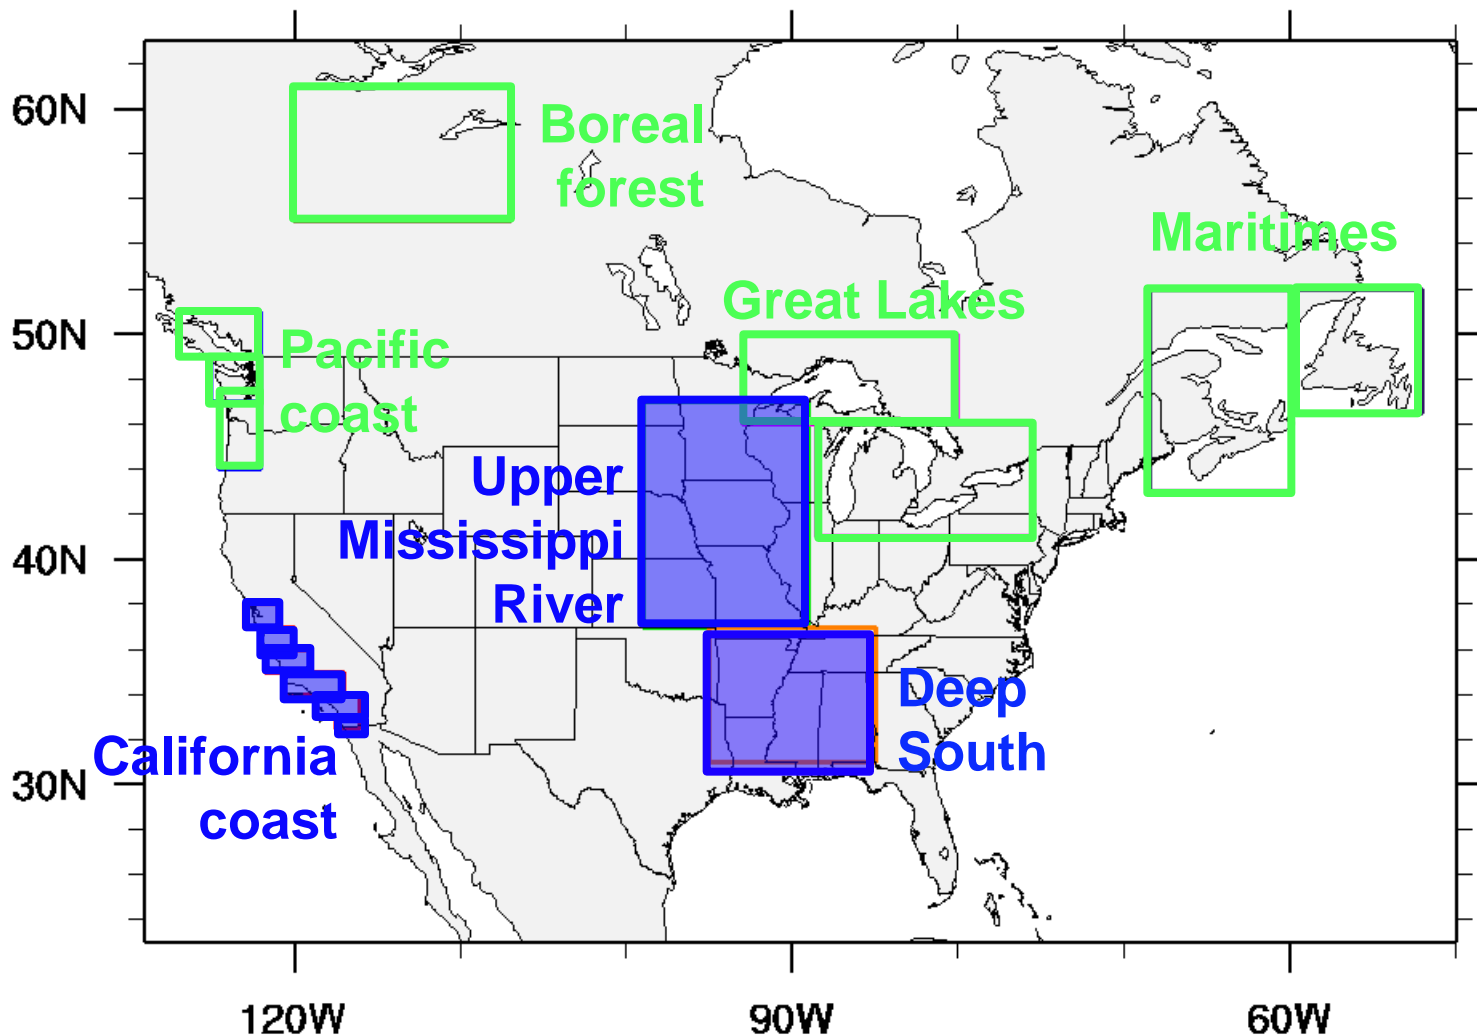 60N
50N
40N
30N
120W
90W
60W
Boreal
forest
Maritimes
Great Lakes
Pacific
coast
Upper
Mississippi
River
Deep
South
California
coast